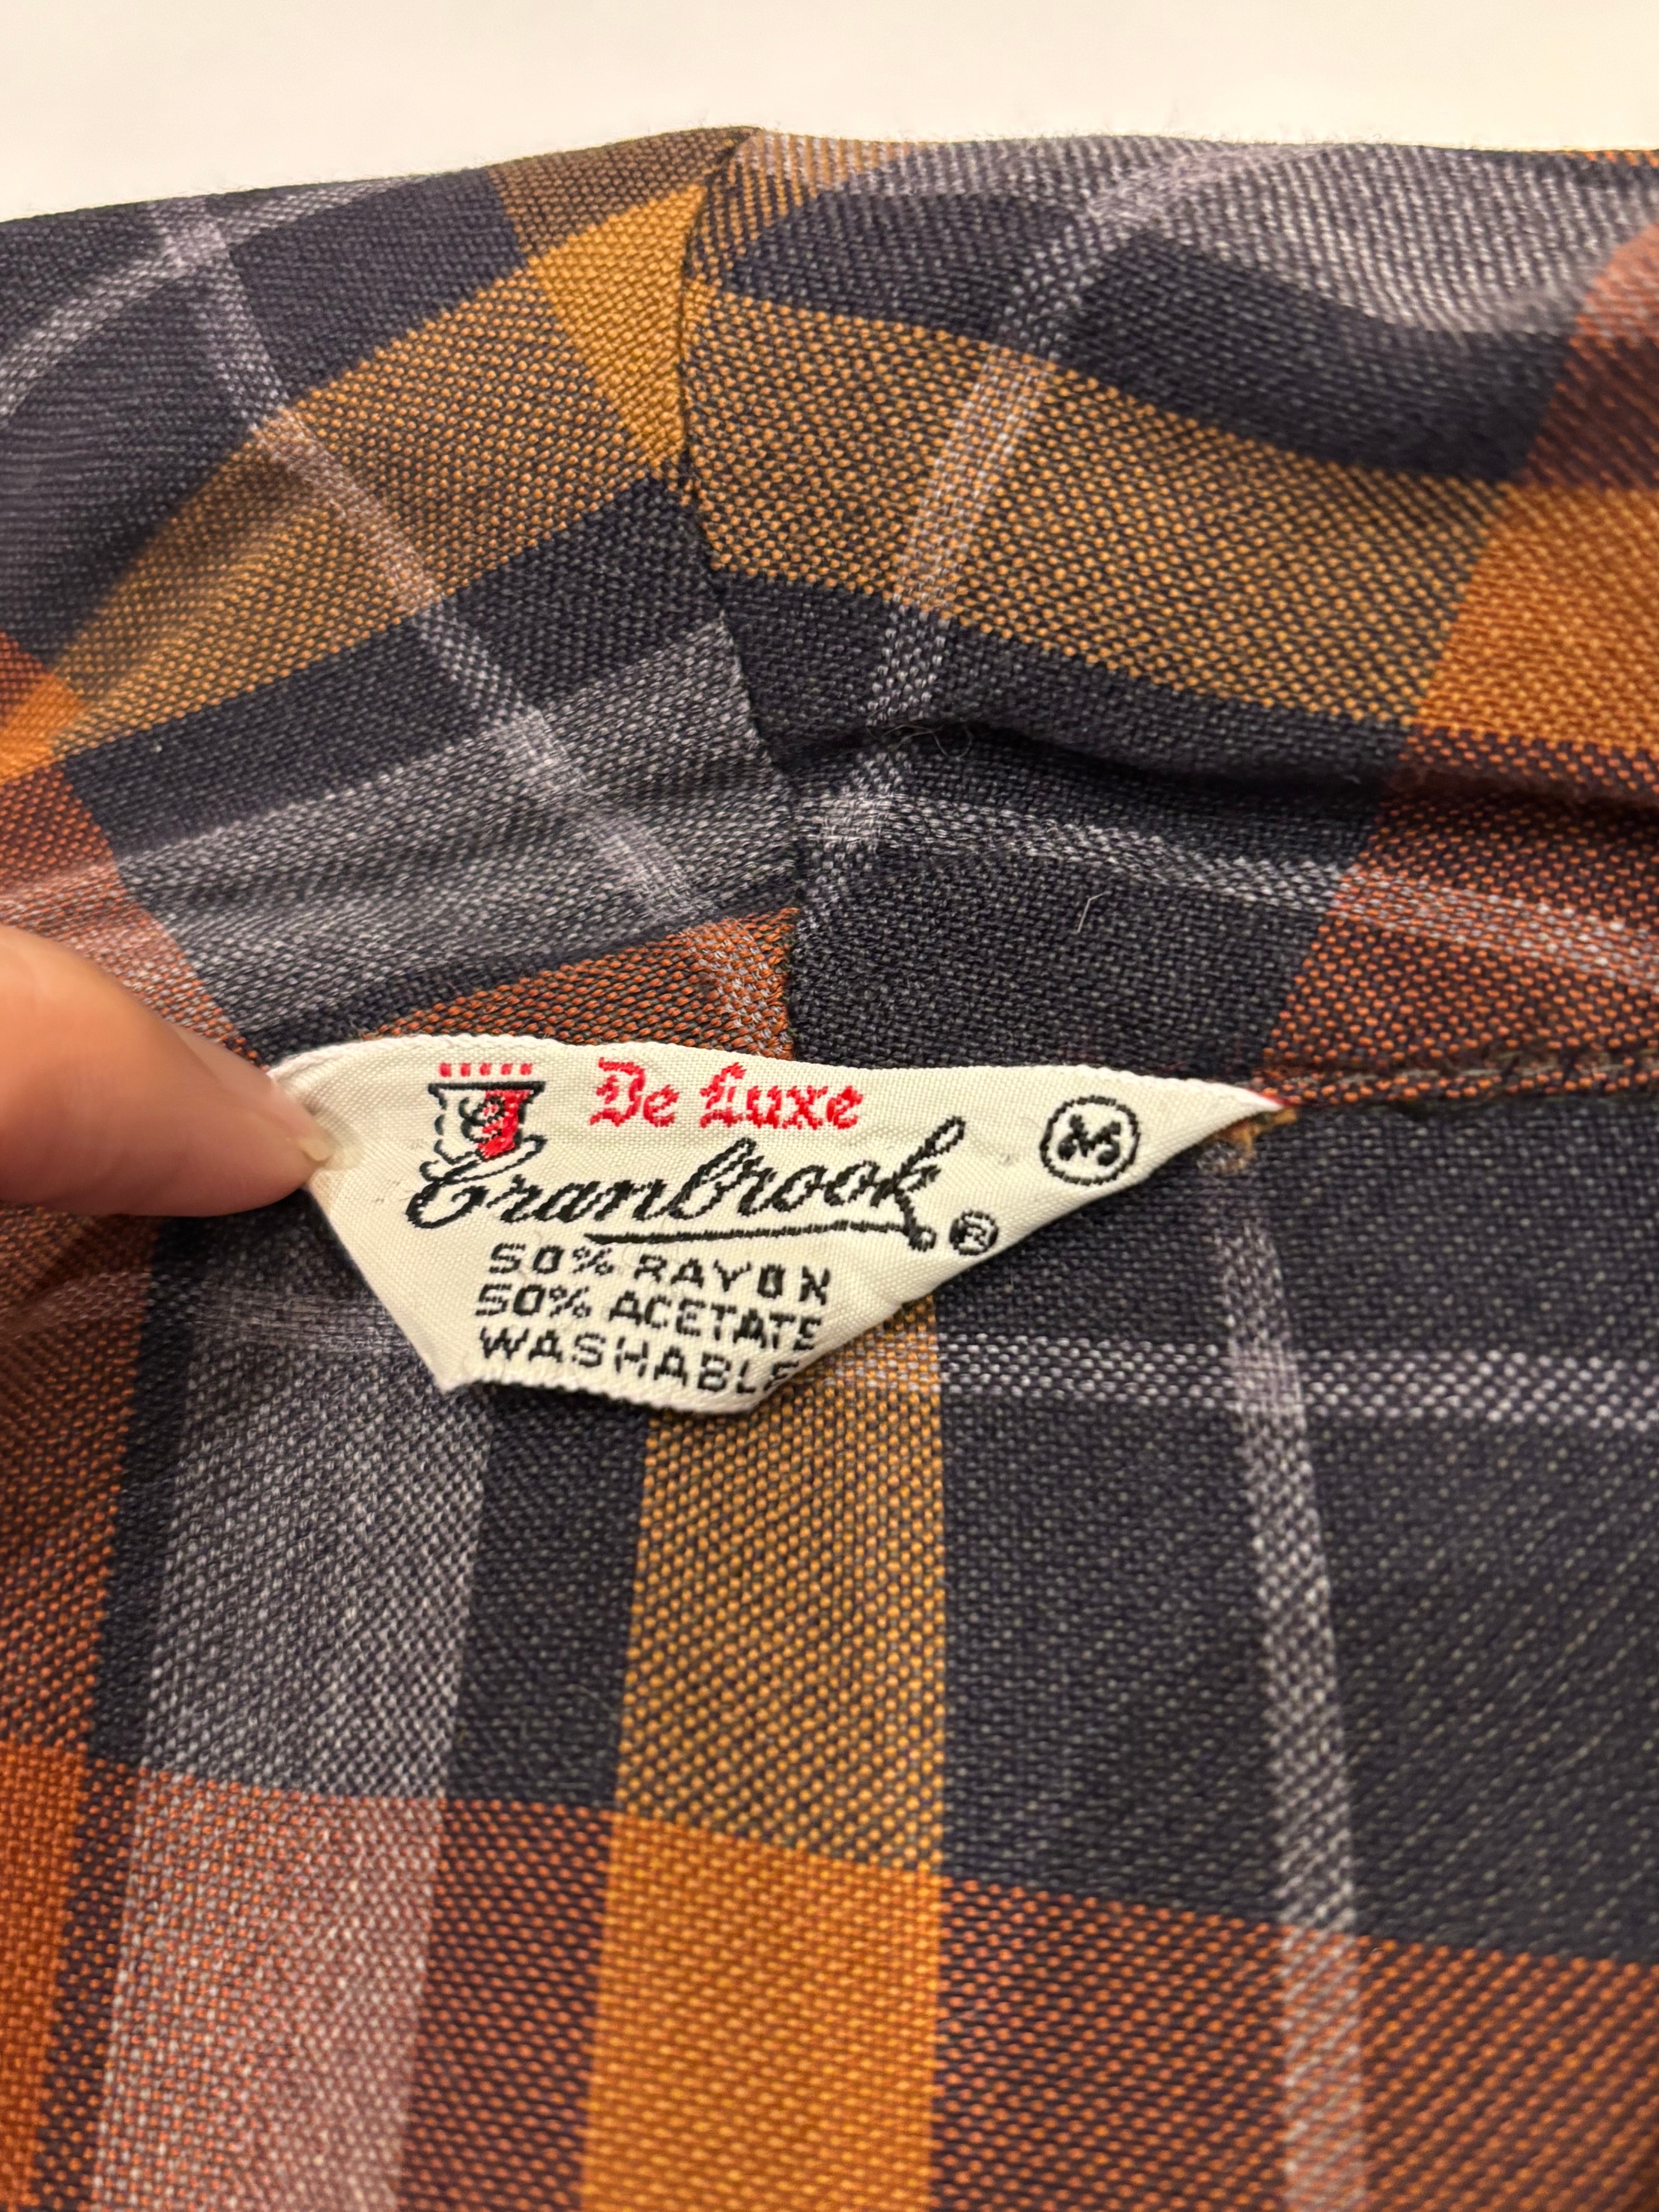 De Luxe
Cranbrook ®
M
50% RAYON
50% ACETATE
WASHABLE